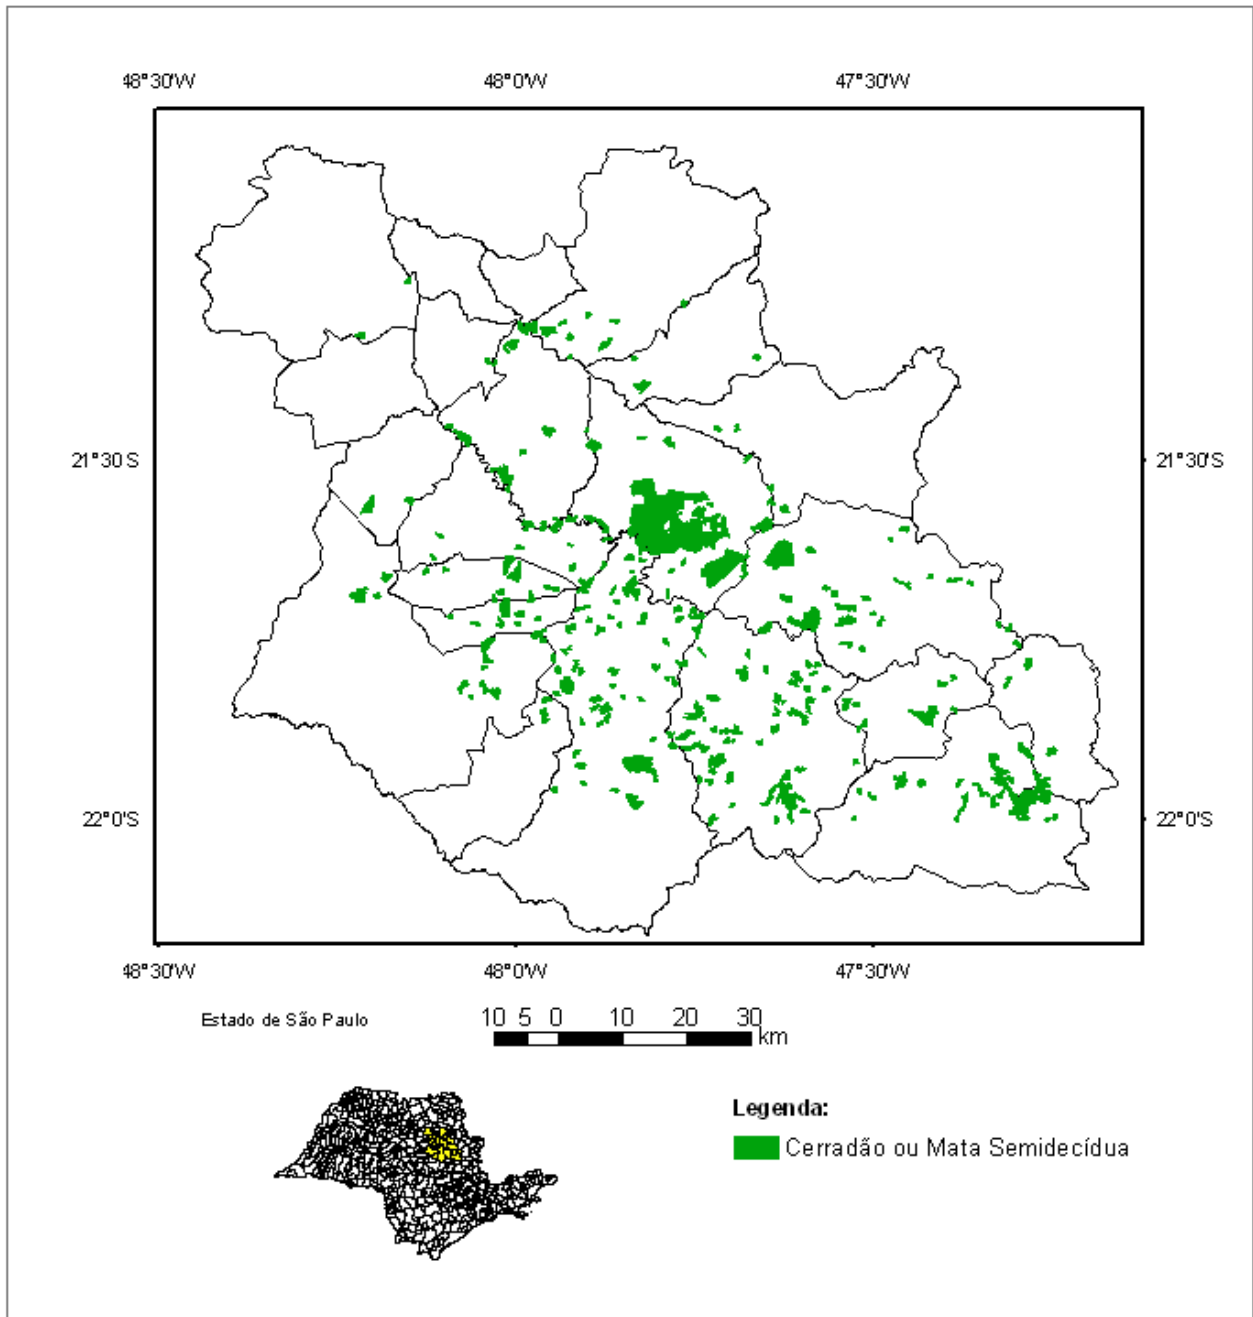 48°30'W 48°0'W 47°30'W
21°30'S 21°30'S
22°0'S 22°0'S
48°30'W 48°0'W 47°30'W
Estado de São Paulo
10 5 0 10 20 30
km
Legenda:
Cerradão ou Mata Semidecídua